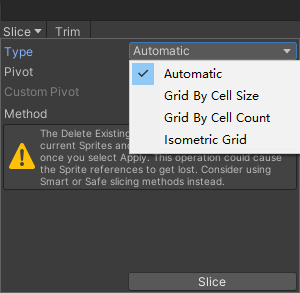 Slice Trim
Type Automatic
Automatic
Grid By Cell Size
Grid By Cell Count
Isometric Grid
Pivot
Custom Pivot
Method
The Delete Existing
current Sprites and
once you select Apply. This operation could cause
the Sprite references to get lost. Consider using
Smart or Safe slicing methods instead.
Slice